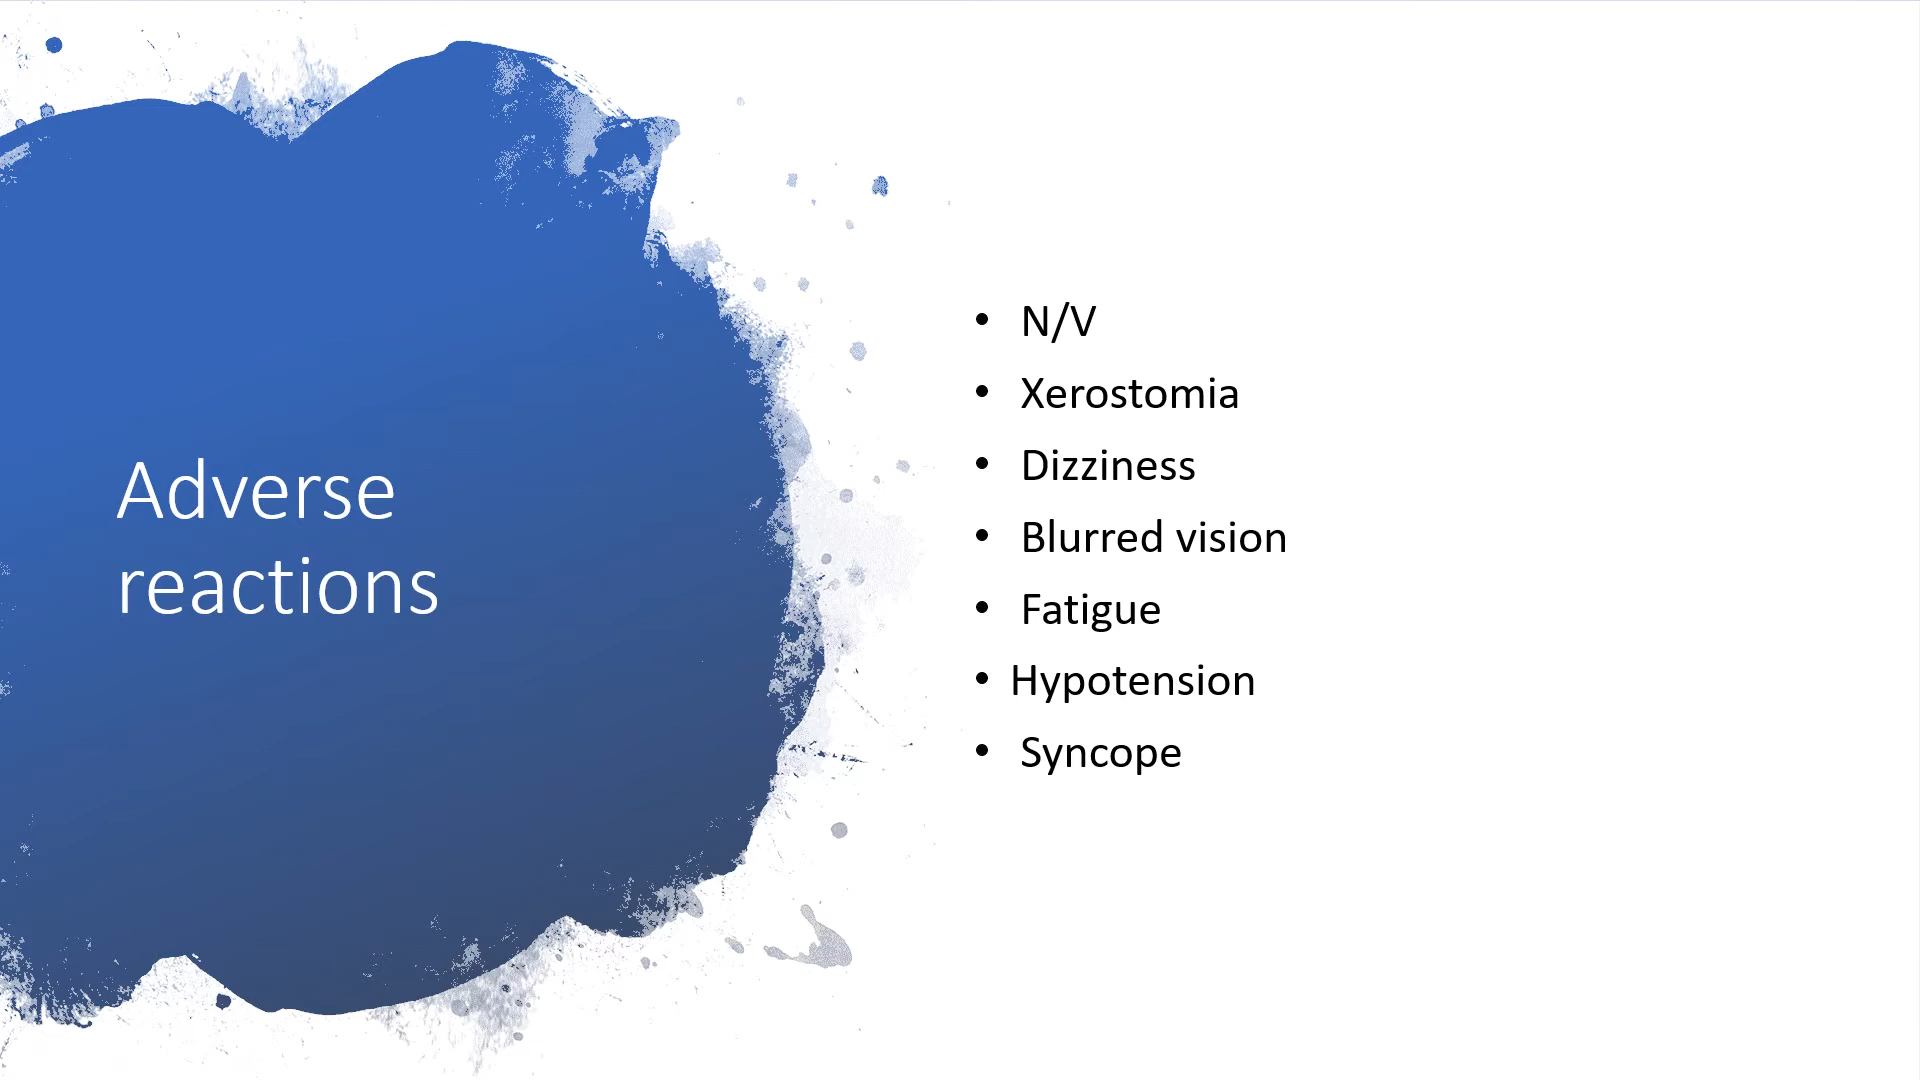 Adverse
reactions
• N/V
• Xerostomia
• Dizziness
• Blurred vision
• Fatigue
• Hypotension
• Syncope